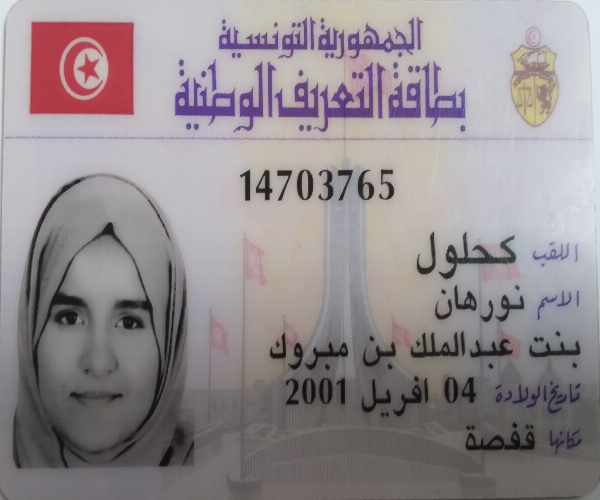 الجمهورية التونسية
بطاقة التعريف الوطنية
14703765
اللقب كحلول
الاسم نورهان
بنت عبدالملك بن مبروك
تاريخ الولادة 04 افريل 2001
مكانها قفصة